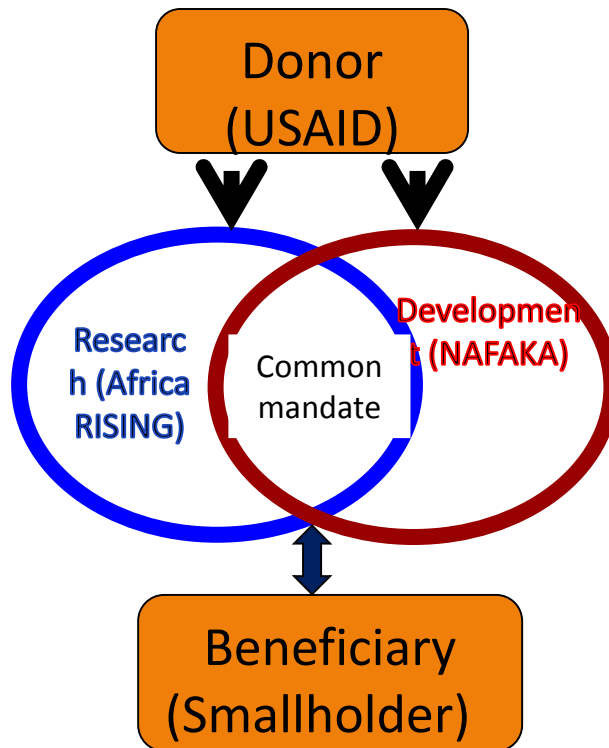 Donor
(USAID)
Researc
h (Africa
RISING)
Common
mandate
Developmen
t (NAFAKA)
Beneficiary
(Smallholder)